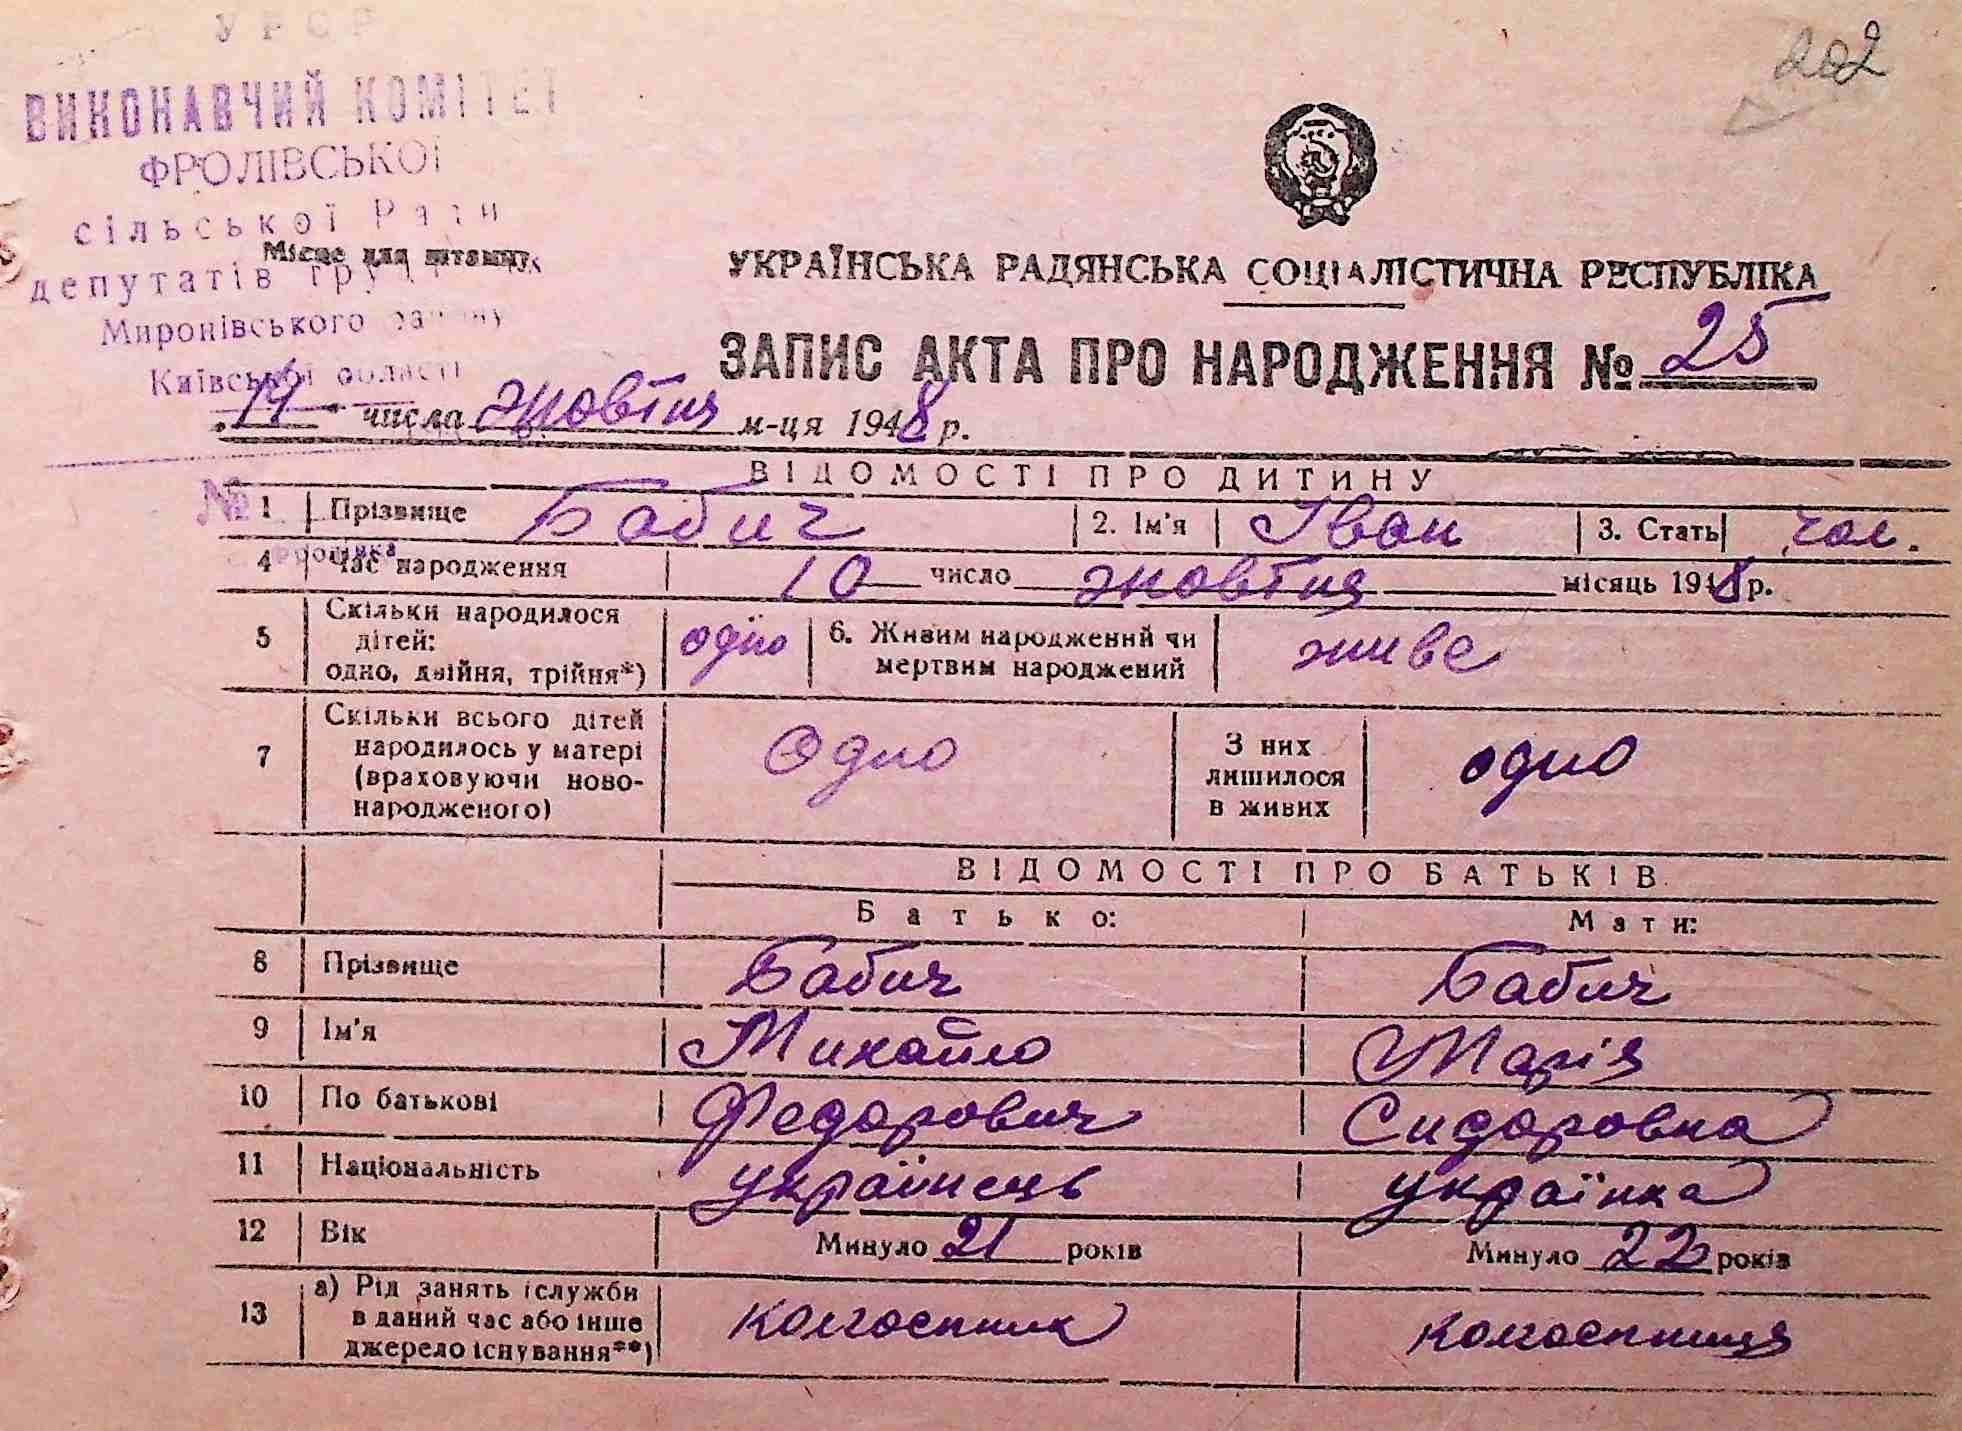 202
УРСР
ВИКОНАВЧИЙ КОМІТЕТ
ФРОЛІВСЬКОЇ
сільської Ради
Місце для штампу
депутатів
Миронівського району
Київської області
УКРАЇНСЬКА РАДЯНСЬКА СОЦІАЛІСТИЧНА РЕСПУБЛІКА
ЗАПИС АКТА ПРО НАРОДЖЕННЯ № 25
14 числа жовтня м-ця 1948 р.
ВІДОМОСТІ ПРО ДИТИНУ
№
1 Прізвище Бабич 2. Ім'я Іван 3. Стать чол.
4 Час народження 10 число жовтня місяць 1948 р.
5 Скільки народилося дітей: одно, двійня, трійня*) одно 6. Живим народжений чи мертвим народжений живе
7 Скільки всього дітей народилось у матері (враховуючи ново-народженого) Одно З них лишилося в живих одно
ВІДОМОСТІ ПРО БАТЬКІВ
Батько: Мати:
8 Прізвище Бабич Бабич
9 Ім'я Михайло Марія
10 По батькові Федорович Сидоровна
11 Національність українець українка
12 Вік Минуло 21 років Минуло 22 років
13 а) Рід занять (служби в даний час або інше джерело існування**) колгоспник колгоспниця